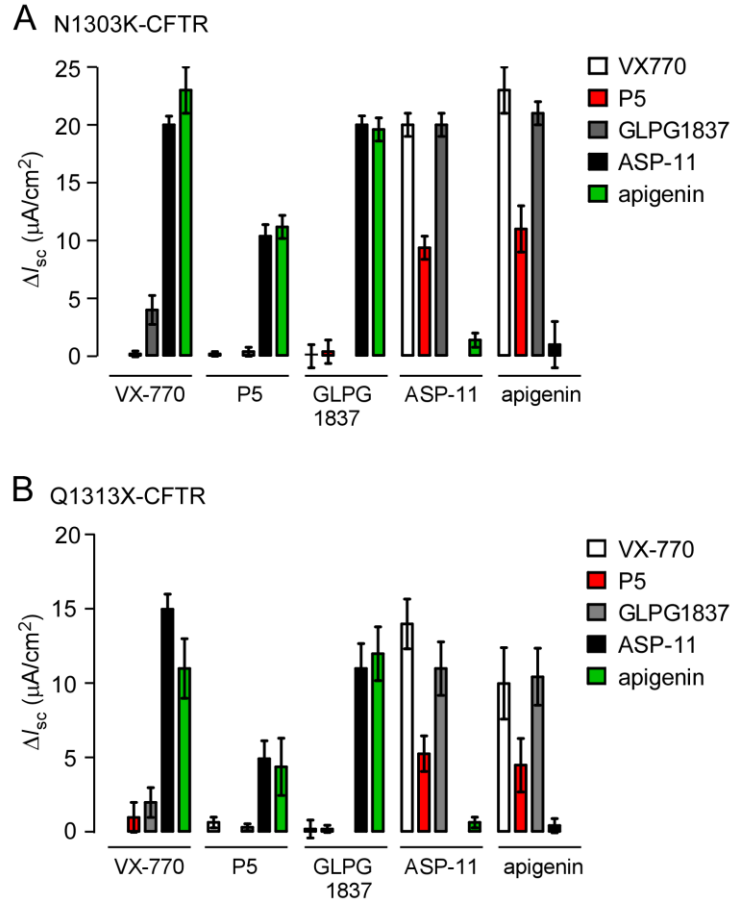 A N1303K-CFTR
25
20
15
10
5
0
ΔIsc (µA/cm2)
VX-770
P5
GLPG
1837
ASP-11
apigenin
VX770
P5
GLPG1837
ASP-11
apigenin
B Q1313X-CFTR
20
15
10
5
0
ΔIsc (µA/cm2)
VX-770
P5
GLPG
1837
ASP-11
apigenin
VX-770
P5
GLPG1837
ASP-11
apigenin